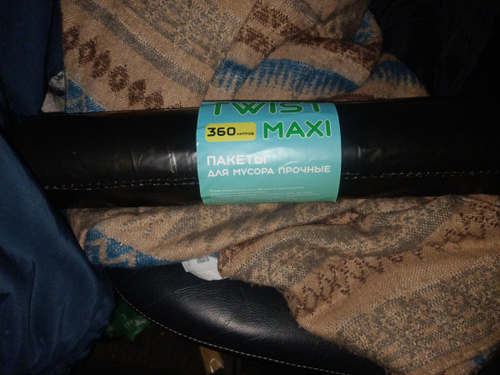 TWIST
360 ЛИТРОВ MAXI
ПАКЕТЫ
ДЛЯ МУСОРА ПРОЧНЫЕ